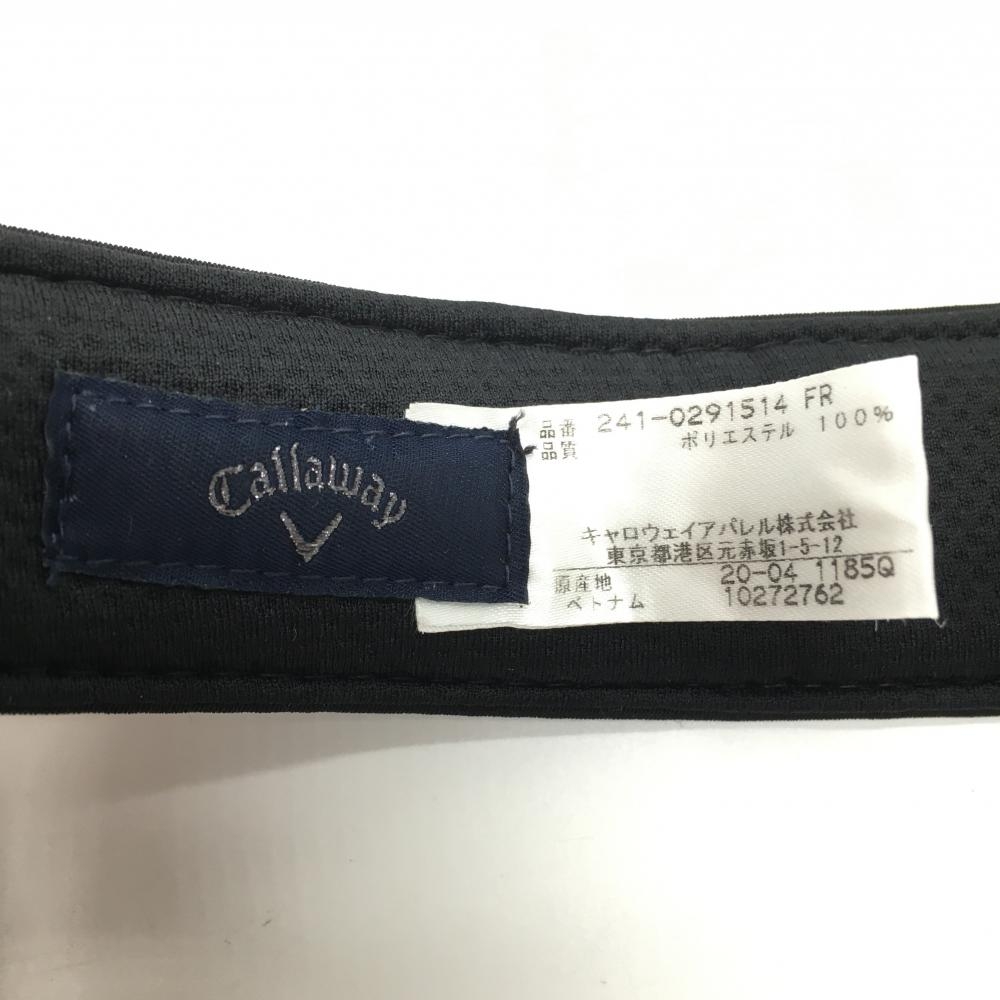 Callaway
品番 241-0291514 FR
品質 ポリエステル 100%
キャロウェイアパレル株式会社
東京都港区元赤坂1-5-12
原産地 20-04 1185Q
ベトナム 10272762